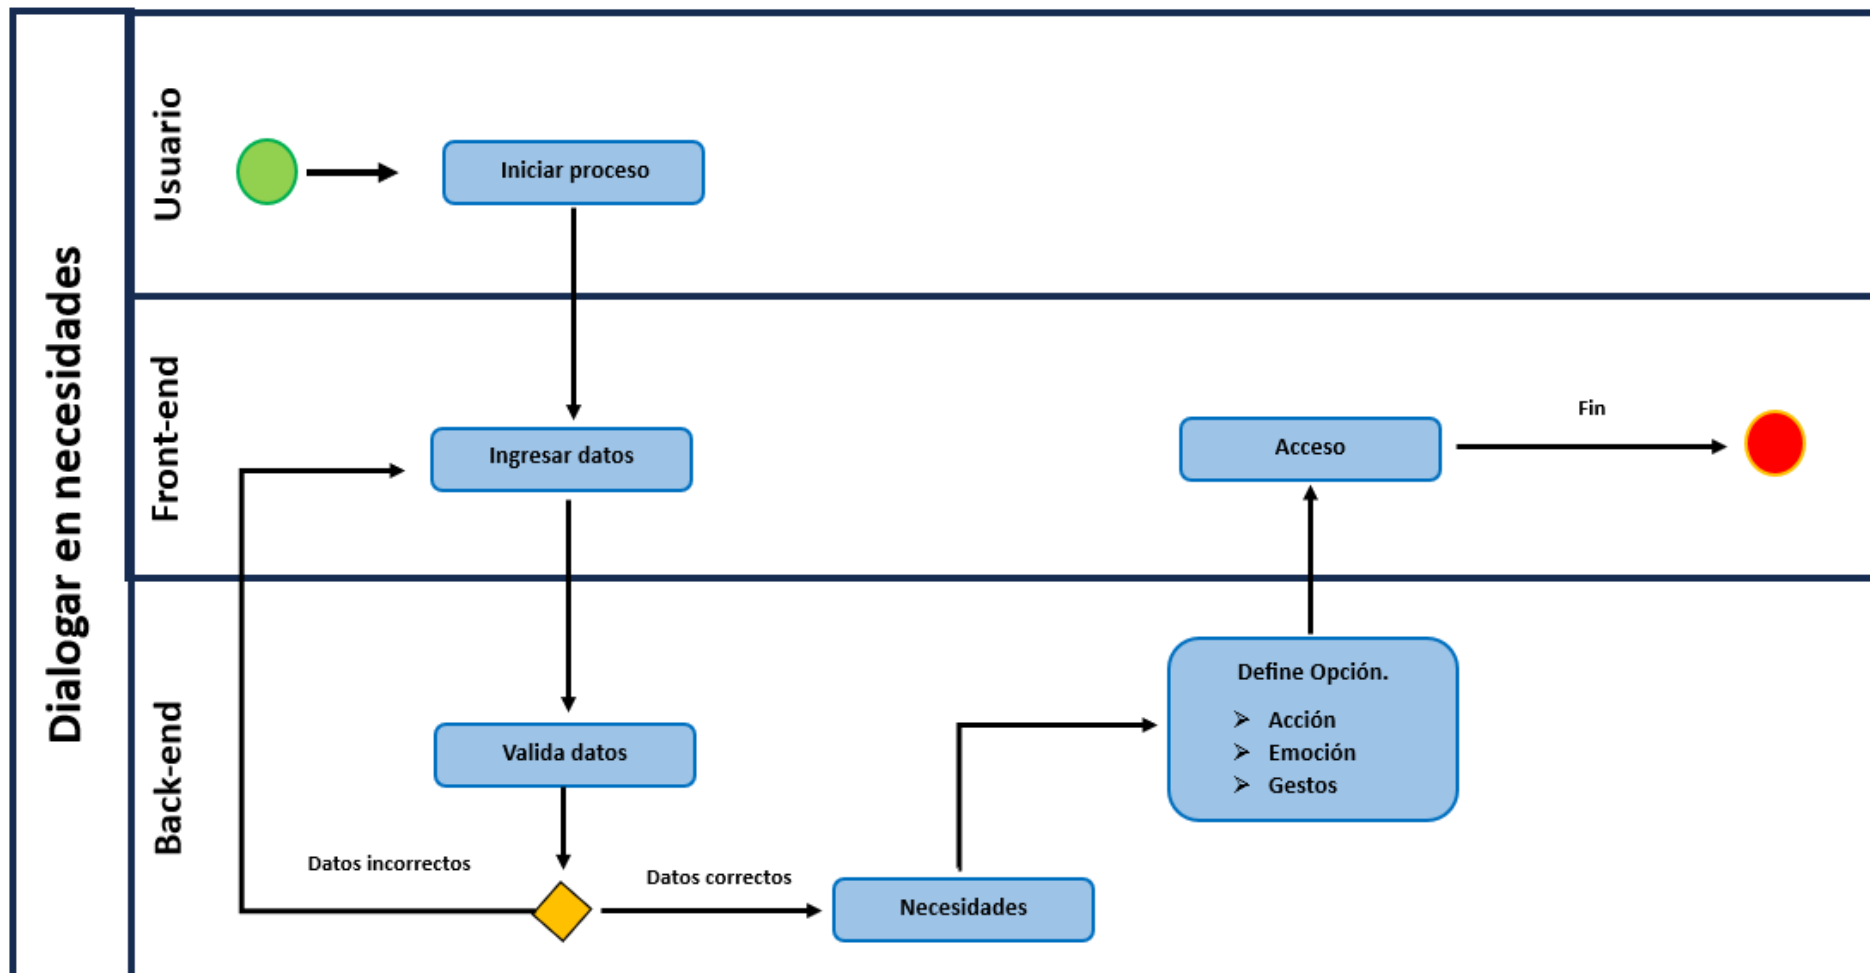 Dialogar en necesidades
Usuario
Iniciar proceso
Front-end
Ingresar datos
Acceso
Fin
Back-end
Valida datos
Datos incorrectos
Datos correctos
Necesidades
Define Opción.
➢ Acción
➢ Emoción
➢ Gestos